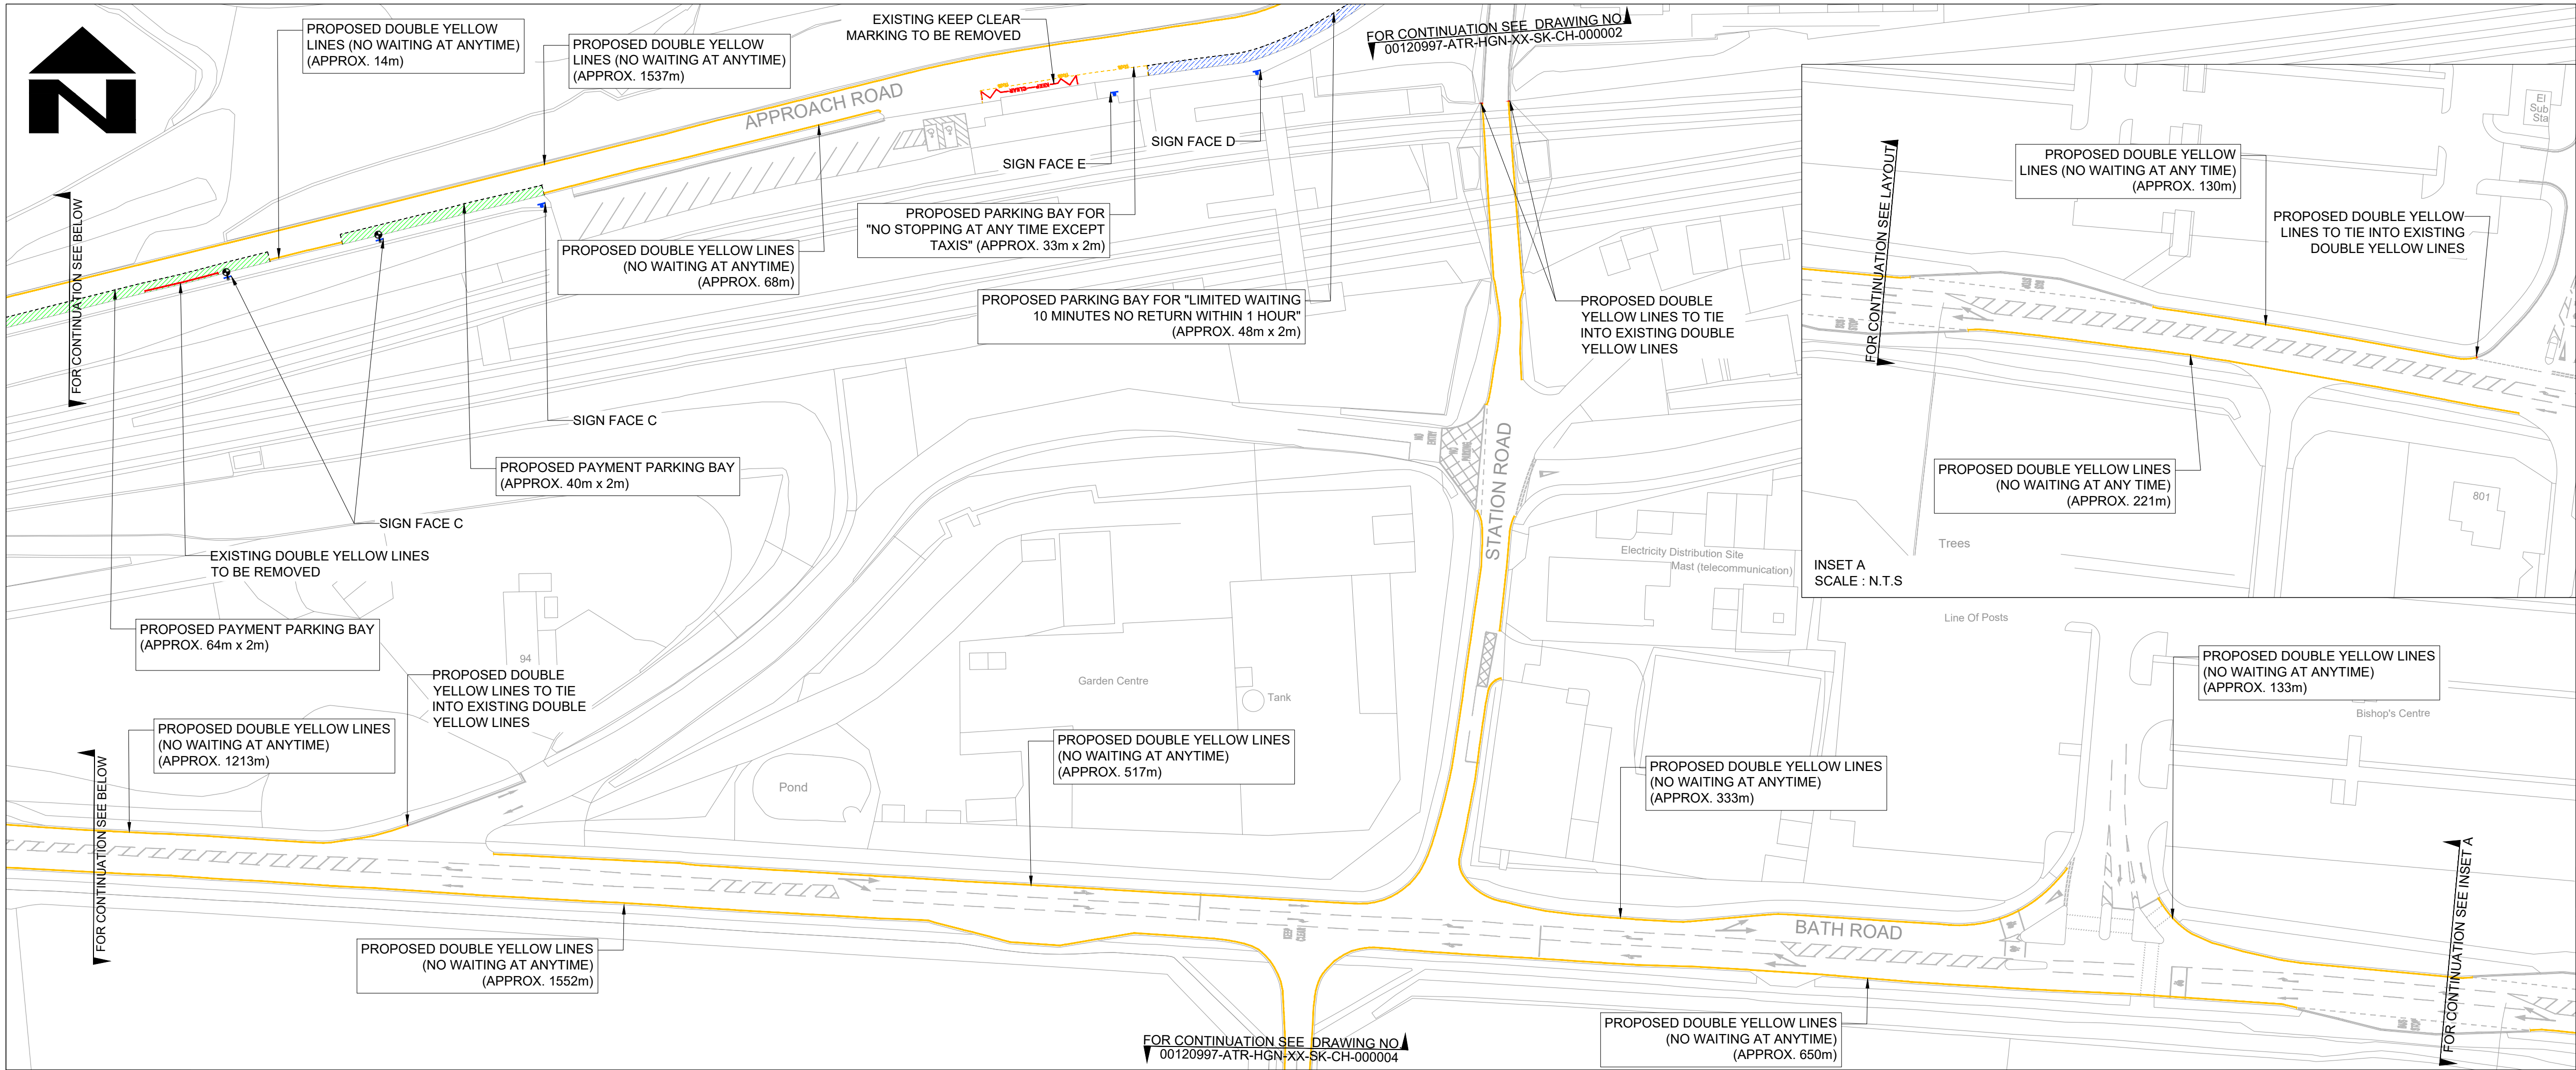 N
PROPOSED DOUBLE YELLOW
LINES (NO WAITING AT ANYTIME)
(APPROX. 14m)
PROPOSED DOUBLE YELLOW
LINES (NO WAITING AT ANYTIME)
(APPROX. 1537m)
EXISTING KEEP CLEAR
MARKING TO BE REMOVED
FOR CONTINUATION SEE DRAWING NO.
00120997-ATR-HGN-XX-SK-CH-000002
APPROACH ROAD
KEEP CLEAR
SIGN FACE D
SIGN FACE E
FOR CONTINUATION SEE BELOW
PROPOSED DOUBLE YELLOW LINES
(NO WAITING AT ANYTIME)
(APPROX. 68m)
PROPOSED PARKING BAY FOR
"NO STOPPING AT ANY TIME EXCEPT
TAXIS" (APPROX. 33m x 2m)
PROPOSED PARKING BAY FOR "LIMITED WAITING
10 MINUTES NO RETURN WITHIN 1 HOUR"
(APPROX. 48m x 2m)
PROPOSED DOUBLE
YELLOW LINES TO TIE
INTO EXISTING DOUBLE
YELLOW LINES
SIGN FACE C
PROPOSED PAYMENT PARKING BAY
(APPROX. 40m x 2m)
SIGN FACE C
EXISTING DOUBLE YELLOW LINES
TO BE REMOVED
PROPOSED PAYMENT PARKING BAY
(APPROX. 64m x 2m)
NO
ENTRY
NO
PARKING
STATION ROAD
Electricity Distribution Site
Mast (telecommunication)
El
Sub
Sta
FOR CONTINUATION SEE LAYOUT
PROPOSED DOUBLE YELLOW
LINES (NO WAITING AT ANY TIME)
(APPROX. 130m)
PROPOSED DOUBLE YELLOW
LINES TO TIE INTO EXISTING
DOUBLE YELLOW LINES
BUS
STOP
BUS
STOP
PROPOSED DOUBLE YELLOW LINES
(NO WAITING AT ANY TIME)
(APPROX. 221m)
801
Trees
INSET A
SCALE : N.T.S
Line Of Posts
94
PROPOSED DOUBLE
YELLOW LINES TO TIE
INTO EXISTING DOUBLE
YELLOW LINES
Garden Centre
Tank
PROPOSED DOUBLE YELLOW LINES
(NO WAITING AT ANYTIME)
(APPROX. 133m)
Bishop's Centre
PROPOSED DOUBLE YELLOW LINES
(NO WAITING AT ANYTIME)
(APPROX. 1213m)
FOR CONTINUATION SEE BELOW
Pond
PROPOSED DOUBLE YELLOW LINES
(NO WAITING AT ANYTIME)
(APPROX. 517m)
PROPOSED DOUBLE YELLOW LINES
(NO WAITING AT ANYTIME)
(APPROX. 333m)
PROPOSED DOUBLE YELLOW LINES
(NO WAITING AT ANYTIME)
(APPROX. 1552m)
KEEP
CLEAR
BATH ROAD
FOR CONTINUATION SEE INSET A
BUS
STOP
PROPOSED DOUBLE YELLOW LINES
(NO WAITING AT ANYTIME)
(APPROX. 650m)
FOR CONTINUATION SEE DRAWING NO.
00120997-ATR-HGN-XX-SK-CH-000004